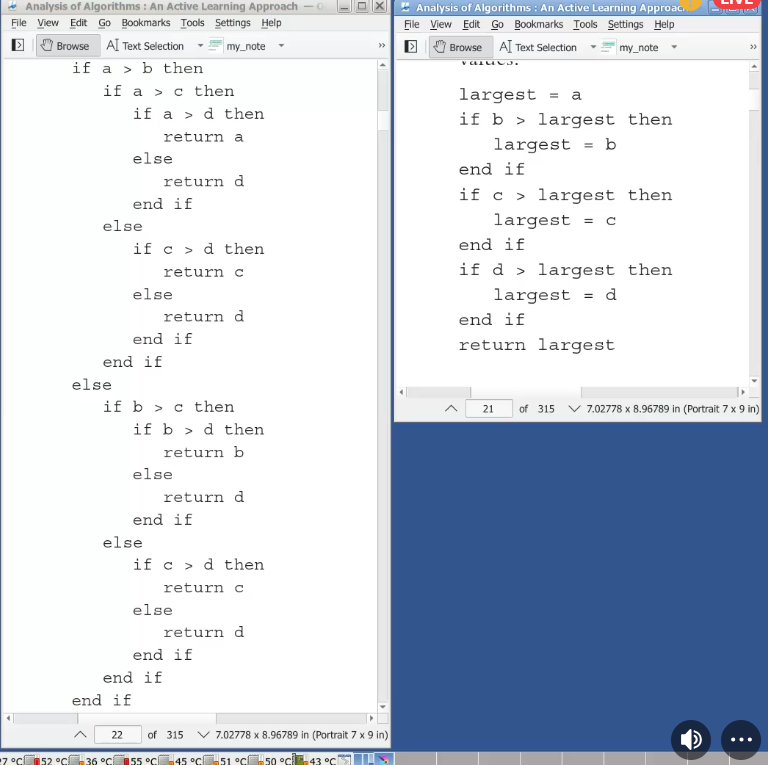 Analysis of Algorithms : An Active Learning Approach —
File View Edit Go Bookmarks Tools Settings Help
Browse Text Selection my_note »
if a > b then
if a > c then
if a > d then
return a
else
return d
end if
else
if c > d then
return c
else
return d
end if
end if
else
if b > c then
if b > d then
return b
else
return d
end if
else
if c > d then
return c
else
return d
end if
end if
end if
22 of 315 7.02778 x 8.96789 in (Portrait 7 x 9 in)
Analysis of Algorithms : An Active Learning Approac
LIVE
File View Edit Go Bookmarks Tools Settings Help
Browse Text Selection my_note »
values.
largest = a
if b > largest then
largest = b
end if
if c > largest then
largest = c
end if
if d > largest then
largest = d
end if
return largest
21 of 315 7.02778 x 8.96789 in (Portrait 7 x 9 in)
52 °C 36 °C 55 °C 45 °C 51 °C 50 °C 43 °C